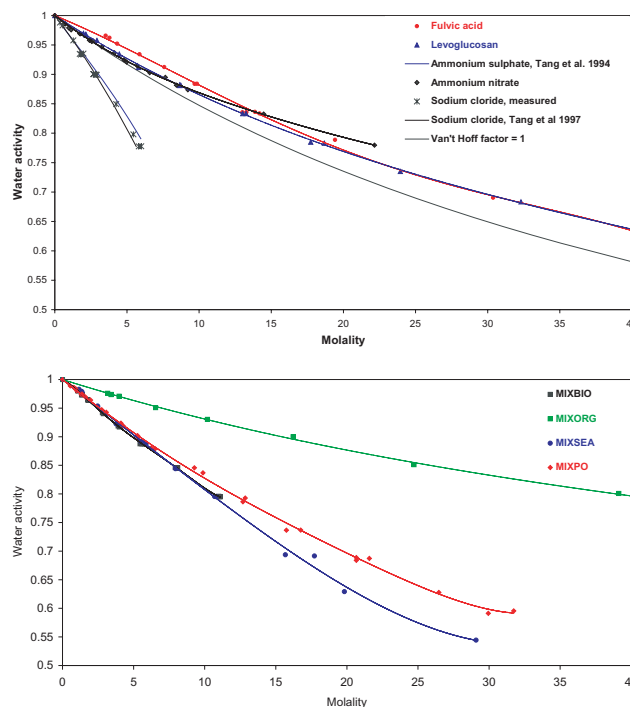 1
0.95
0.9
0.85
0.8
0.75
0.7
0.65
0.6
0.55
0.5
Water activity
Fulvic acid
Levoglucosan
Ammonium sulphate, Tang et al. 1994
Ammonium nitrate
Sodium cloride, measured
Sodium cloride, Tang et al 1997
Van't Hoff factor = 1
0 5 10 15 20 25 30 35
Molality
1
0.95
0.9
0.85
0.8
0.75
0.7
0.65
0.6
0.55
0.5
Water activity
MIXBIO
MIXORG
MIXSEA
MIXPO
0 5 10 15 20 25 30 35
Molality